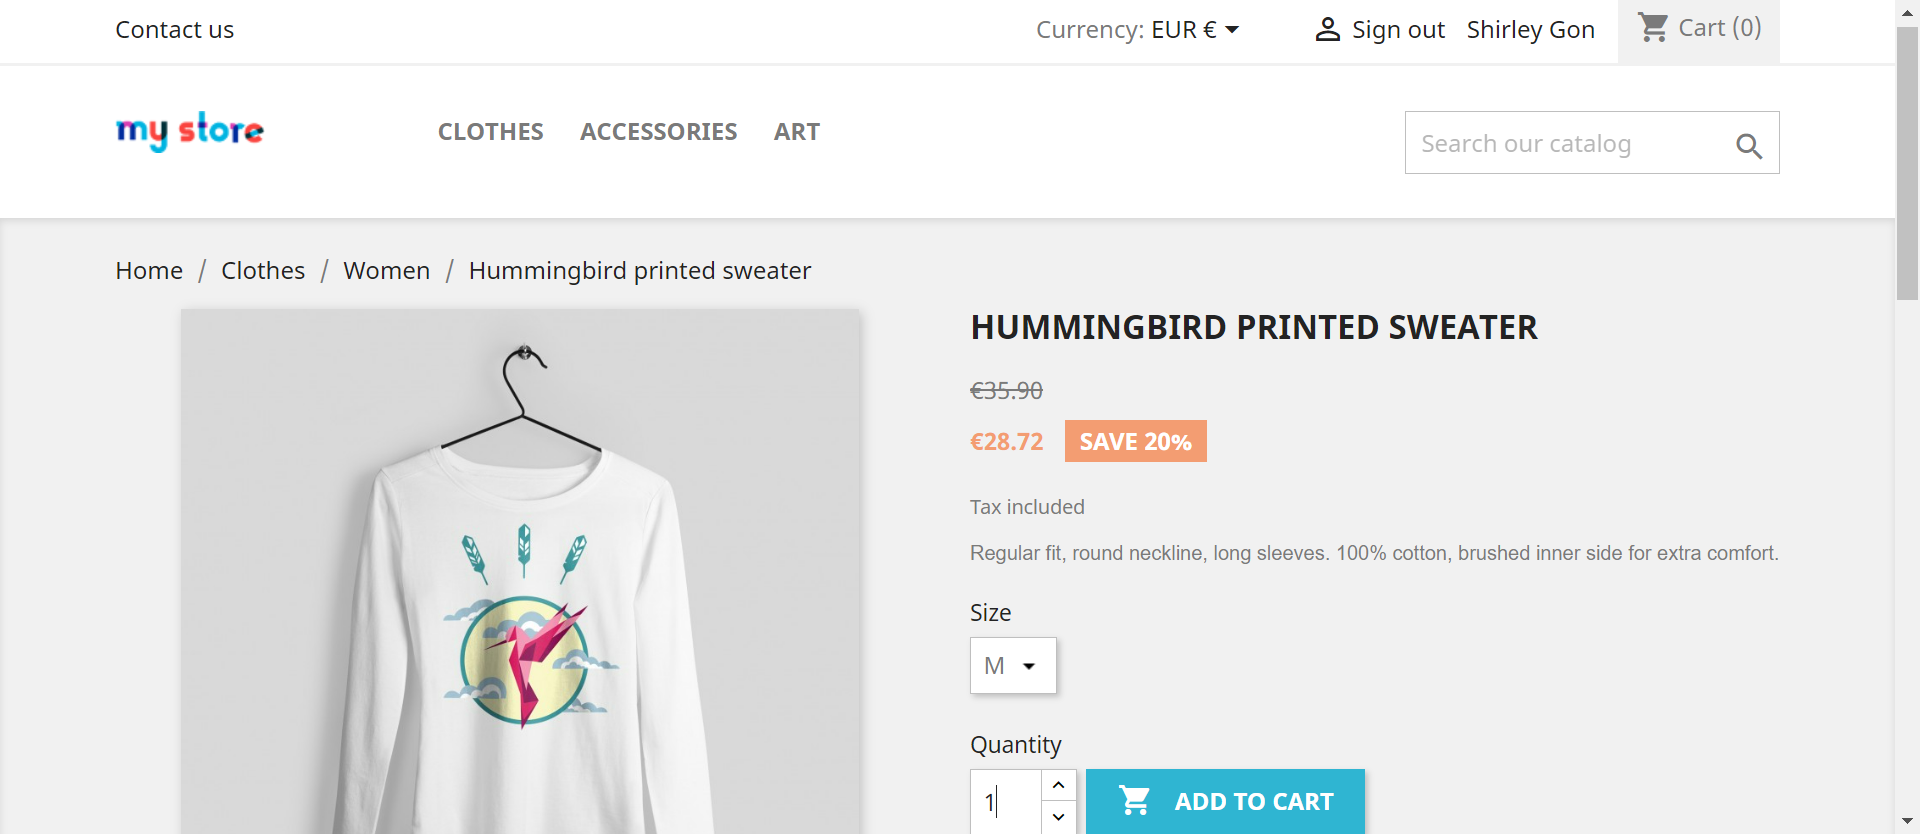 Contact us
Currency: EUR €
Sign out
Shirley Gon
Cart (0)
my store
CLOTHES
ACCESSORIES
ART
Search our catalog
Home / Clothes / Women / Hummingbird printed sweater
HUMMINGBIRD PRINTED SWEATER
€35.90
€28.72
SAVE 20%
Tax included
Regular fit, round neckline, long sleeves. 100% cotton, brushed inner side for extra comfort.
Size
M
Quantity
1
ADD TO CART